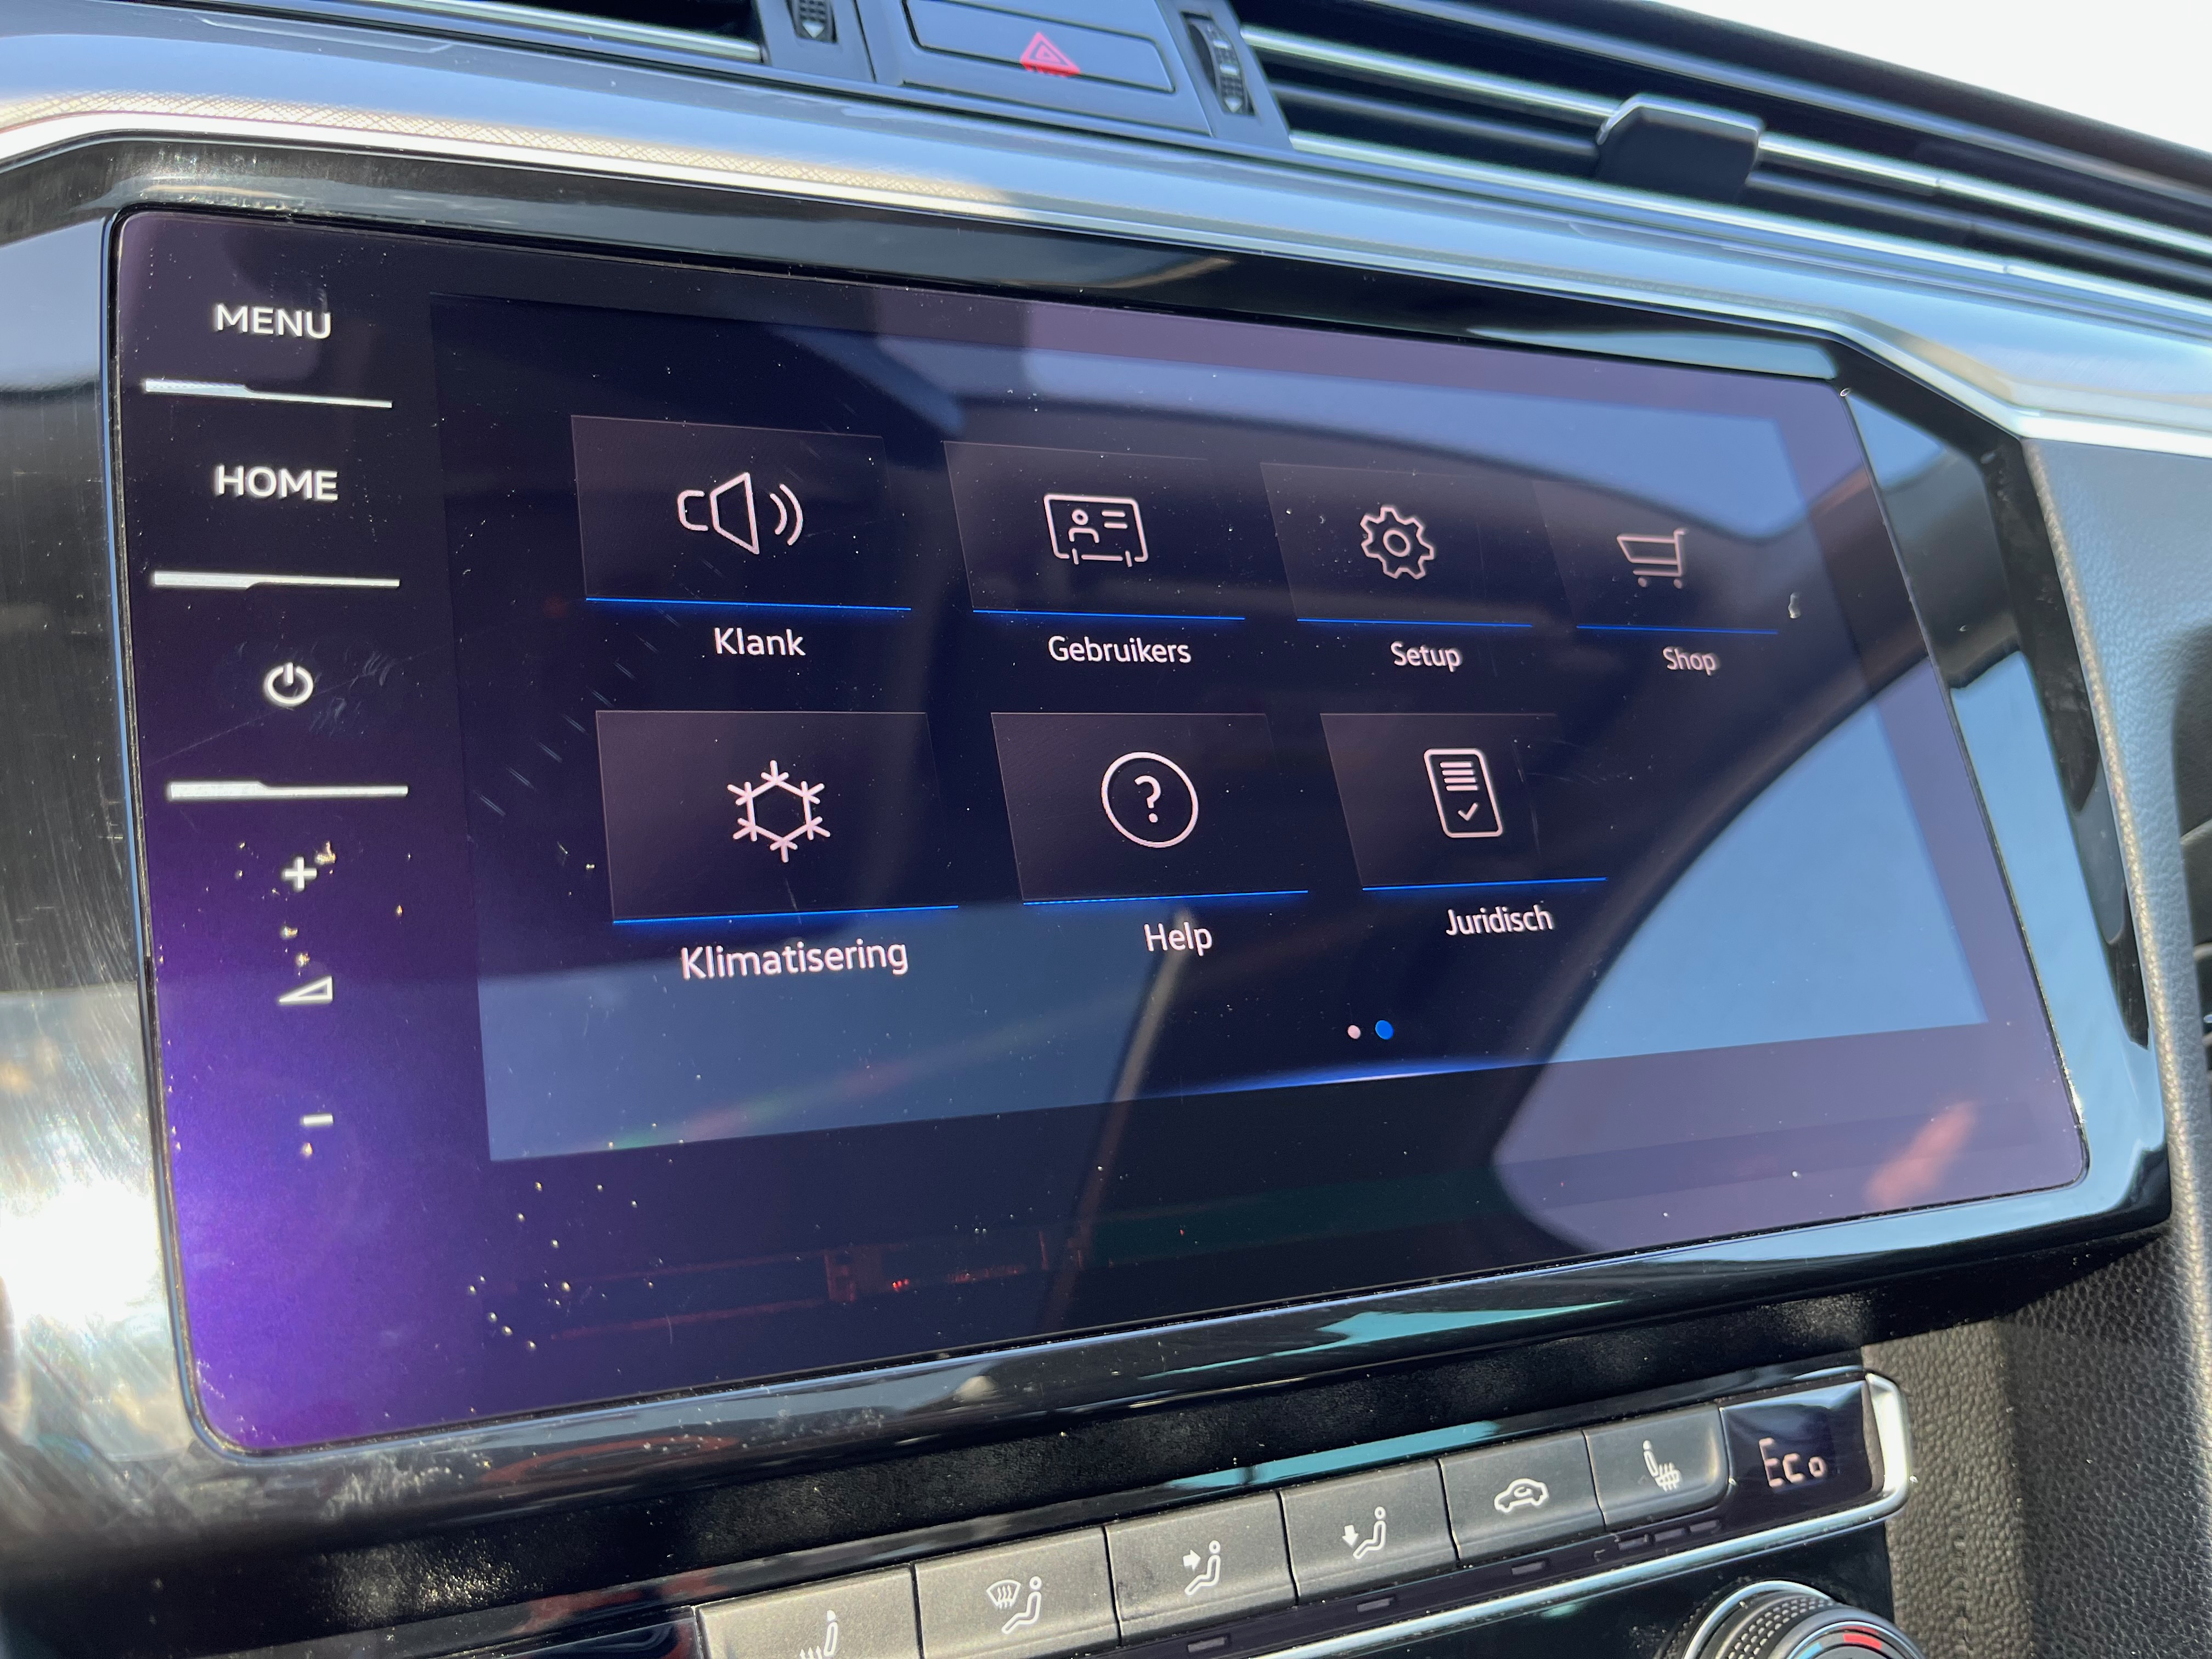 MENU
HOME
Klank
Gebruikers
Setup
Shop
Klimatisering
Help
Juridisch
Eco